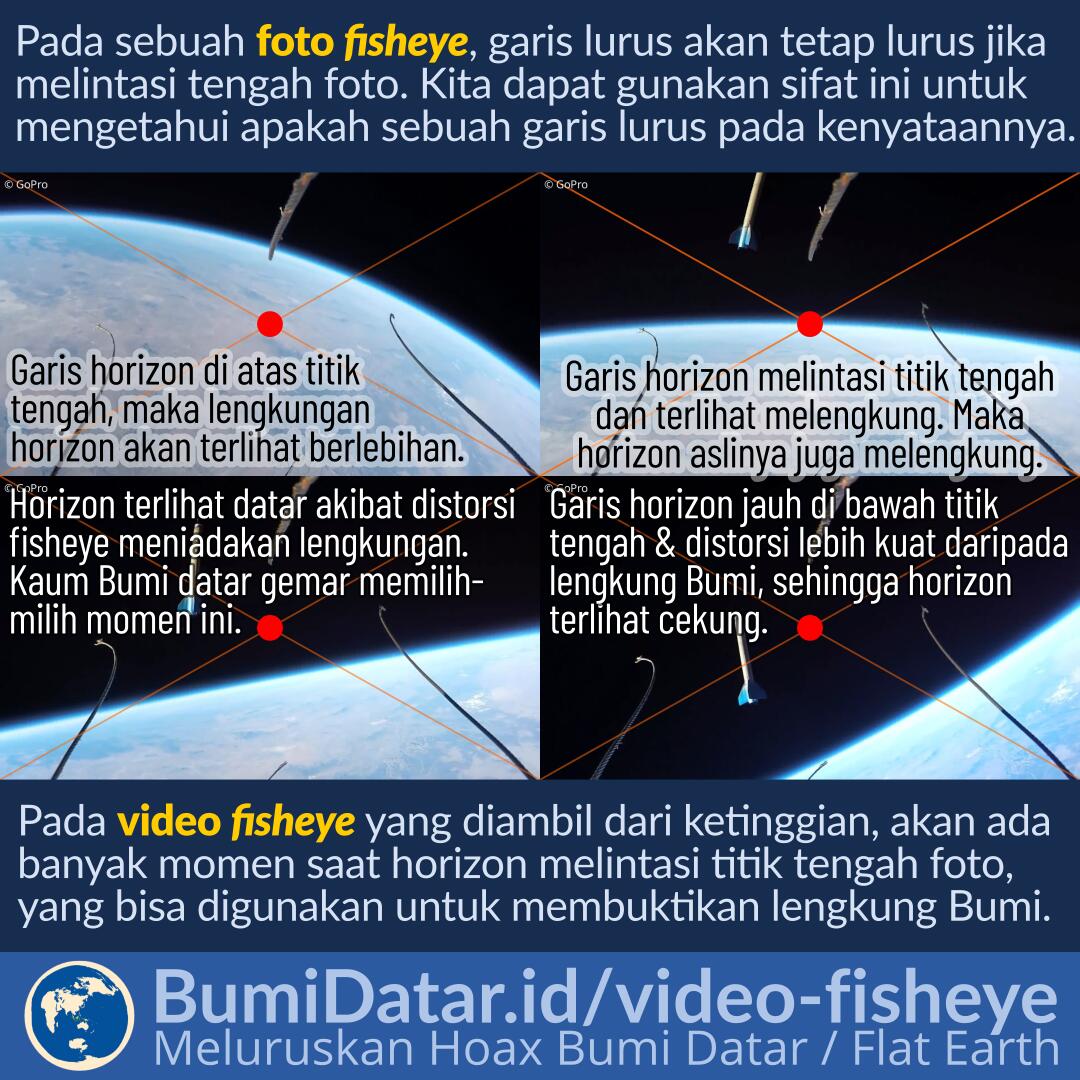 Pada sebuah foto fisheye, garis lurus akan tetap lurus jika
melintasi tengah foto. Kita dapat gunakan sifat ini untuk
mengetahui apakah sebuah garis lurus pada kenyataannya.
© GoPro
Garis horizon di atas titik
tengah, maka lengkungan
horizon akan terlihat berlebihan.
© GoPro
Garis horizon melintasi titik tengah
dan terlihat melengkung. Maka
horizon aslinya juga melengkung.
© GoPro
Horizon terlihat datar akibat distorsi
fisheye meniadakan lengkungan.
Kaum Bumi datar gemar memilih-
milih momen ini.
© GoPro
Garis horizon jauh di bawah titik
tengah & distorsi lebih kuat daripada
lengkung Bumi, sehingga horizon
terlihat cekung.
Pada video fisheye yang diambil dari ketinggian, akan ada
banyak momen saat horizon melintasi titik tengah foto,
yang bisa digunakan untuk membuktikan lengkung Bumi.
BumiDatar.id/video-fisheye
Meluruskan Hoax Bumi Datar / Flat Earth